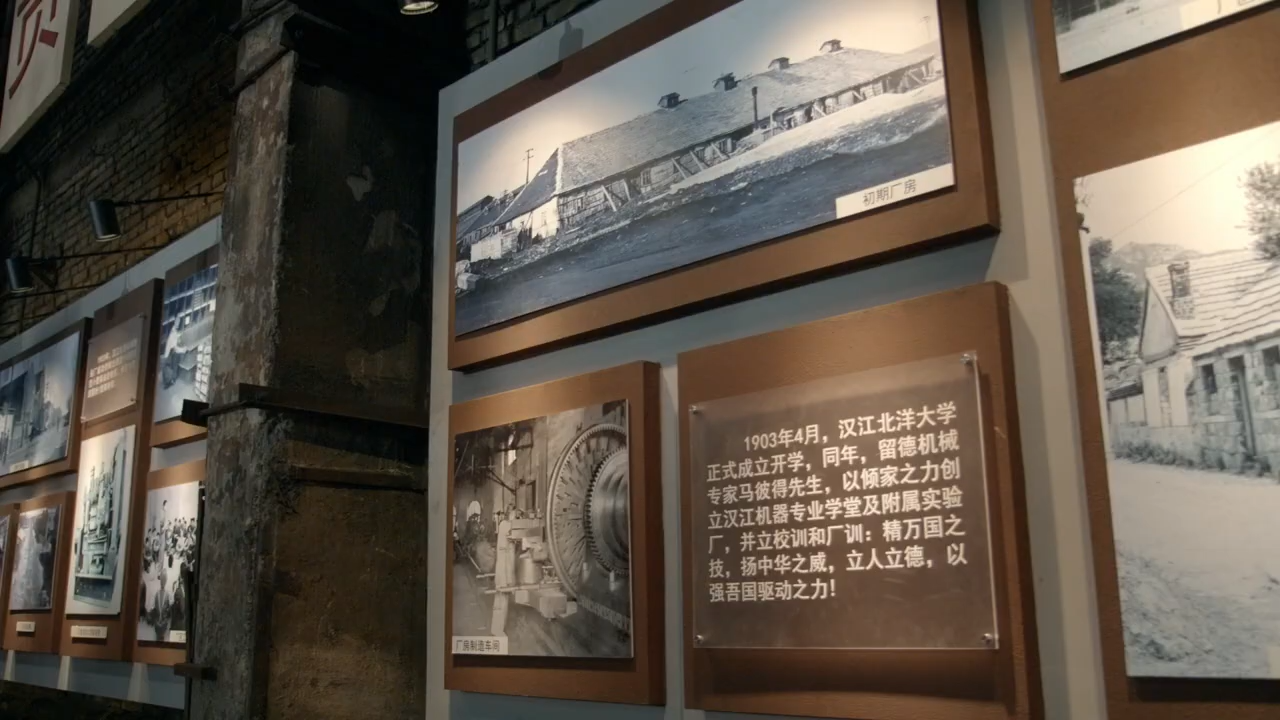 初期厂房
厂房制造车间
1903年4月，汉江北洋大学
正式成立开学，同年，留德机械
专家马彼得先生，以倾家之力创
立汉江机器专业学堂及附属实验
厂，并立校训和厂训：精万国之
技，扬中华之威，立人立德，以
强吾国驱动之力！